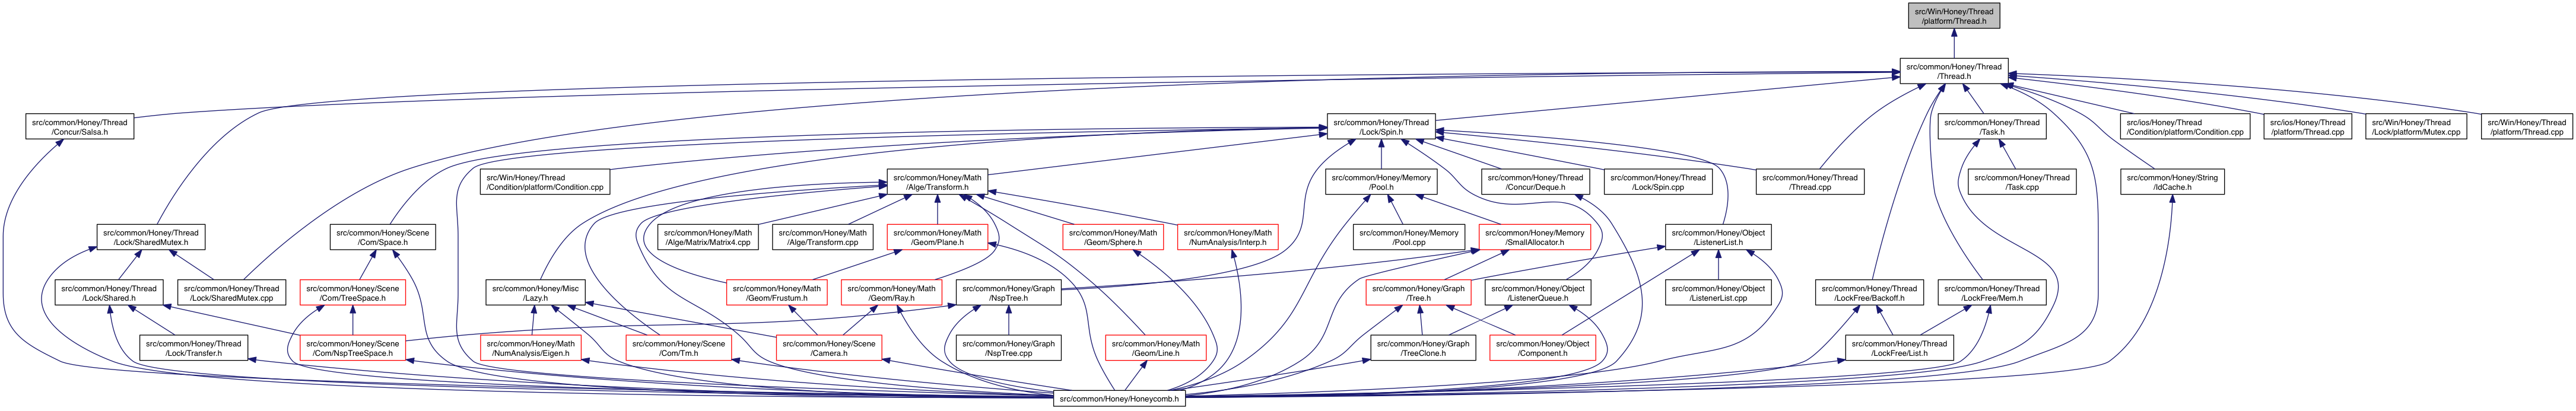 src/Win/Honey/Thread
/platform/Thread.h
src/common/Honey/Thread
/Thread.h
src/common/Honey/Thread
/Concur/Salsa.h
src/common/Honey/Thread
/Lock/Spin.h
src/common/Honey/Thread
/Task.h
src/ios/Honey/Thread
/Condition/platform/Condition.cpp
src/ios/Honey/Thread
/platform/Thread.cpp
src/Win/Honey/Thread
/Lock/platform/Mutex.cpp
src/Win/Honey/Thread
/platform/Thread.cpp
src/Win/Honey/Thread
/Condition/platform/Condition.cpp
src/common/Honey/Math
/Alge/Transform.h
src/common/Honey/Memory
/Pool.h
src/common/Honey/Thread
/Concur/Deque.h
src/common/Honey/Thread
/Lock/Spin.cpp
src/common/Honey/Thread
/Thread.cpp
src/common/Honey/Thread
/Task.cpp
src/common/Honey/String
/IdCache.h
src/common/Honey/Thread
/Lock/SharedMutex.h
src/common/Honey/Scene
/Com/Space.h
src/common/Honey/Math
/Alge/Matrix/Matrix4.cpp
src/common/Honey/Math
/Alge/Transform.cpp
src/common/Honey/Math
/Geom/Plane.h
src/common/Honey/Math
/Geom/Sphere.h
src/common/Honey/Math
/NumAnalysis/Interp.h
src/common/Honey/Memory
/Pool.cpp
src/common/Honey/Memory
/SmallAllocator.h
src/common/Honey/Object
/ListenerList.h
src/common/Honey/Thread
/Lock/Shared.h
src/common/Honey/Thread
/Lock/SharedMutex.cpp
src/common/Honey/Scene
/Com/TreeSpace.h
src/common/Honey/Misc
/Lazy.h
src/common/Honey/Math
/Geom/Frustum.h
src/common/Honey/Math
/Geom/Ray.h
src/common/Honey/Graph
/NspTree.h
src/common/Honey/Graph
/Tree.h
src/common/Honey/Object
/ListenerQueue.h
src/common/Honey/Object
/ListenerList.cpp
src/common/Honey/Thread
/LockFree/Backoff.h
src/common/Honey/Thread
/LockFree/Mem.h
src/common/Honey/Thread
/Lock/Transfer.h
src/common/Honey/Scene
/Com/NspTreeSpace.h
src/common/Honey/Math
/NumAnalysis/Eigen.h
src/common/Honey/Scene
/Com/Tm.h
src/common/Honey/Scene
/Camera.h
src/common/Honey/Graph
/NspTree.cpp
src/common/Honey/Math
/Geom/Line.h
src/common/Honey/Graph
/TreeClone.h
src/common/Honey/Object
/Component.h
src/common/Honey/Thread
/LockFree/List.h
src/common/Honey/Honeycomb.h